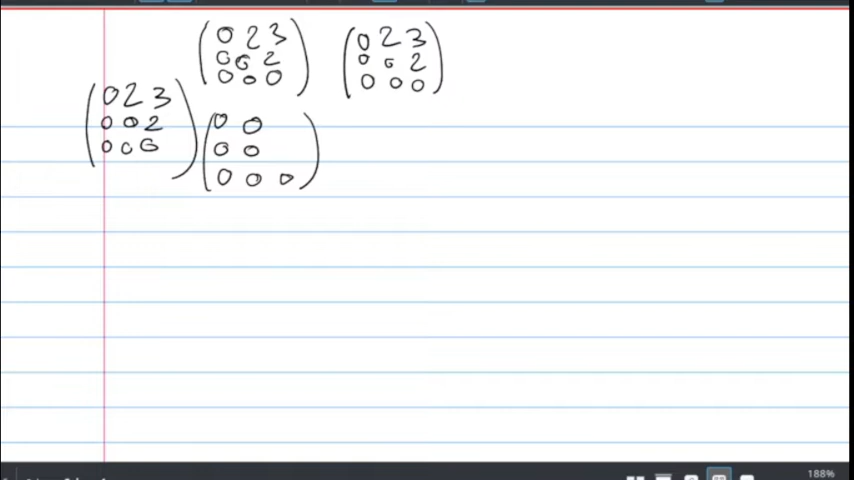 0 2 3 0 2 3
0 0 2 0 0 2
0 0 0 0 0 0
0 2 3 0 0
0 0 2 0 0
0 0 0 0 0 0
188%